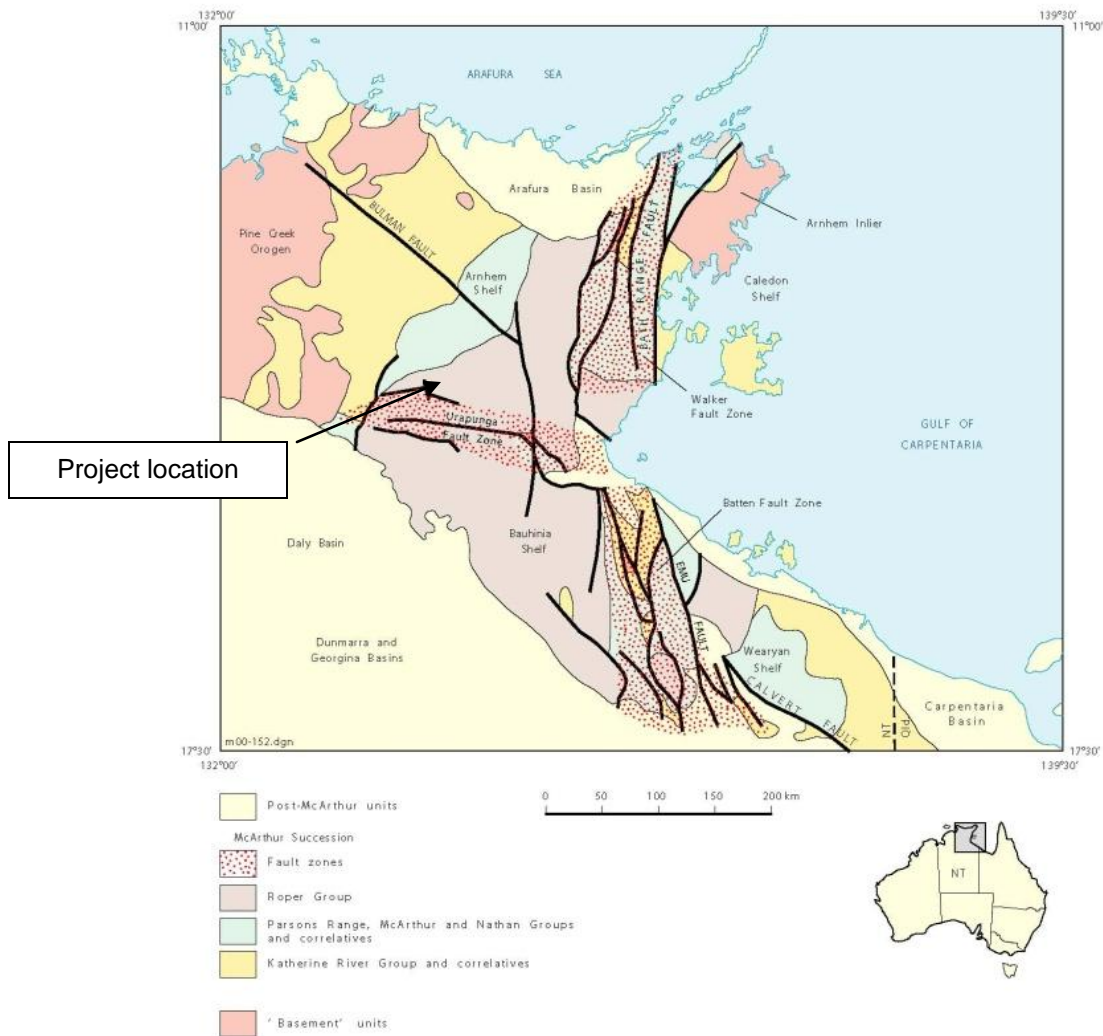 132°00'
139°30'
11°00'
11°00'
ARAFURA SEA
Arafura Basin
BULMAN FAULT
Pine Creek
Orogen
Arnhem
Shelf
BATH RANGE FAULT
Arnhem Inlier
Caledon
Shelf
Walker
Fault Zone
GULF OF
CARPENTARIA
Urapunga
Fault Zone
Project location
Batten Fault Zone
Bauhinia
Shelf
Daly Basin
EMU
FAULT
Dunmarra and
Georgina Basins
Wearyan
Shelf
CALVERT FAULT
Carpentaria
Basin
NT
Qld.
m00-152.dgn
17°30'
17°30'
132°00'
139°30'
Post-McArthur units
McArthur Succession
Fault zones
Roper Group
Parsons Range, McArthur and Nathan Groups
and correlatives
Katherine River Group and correlatives
' Basement' units
0 50 100 150 200 km
NT